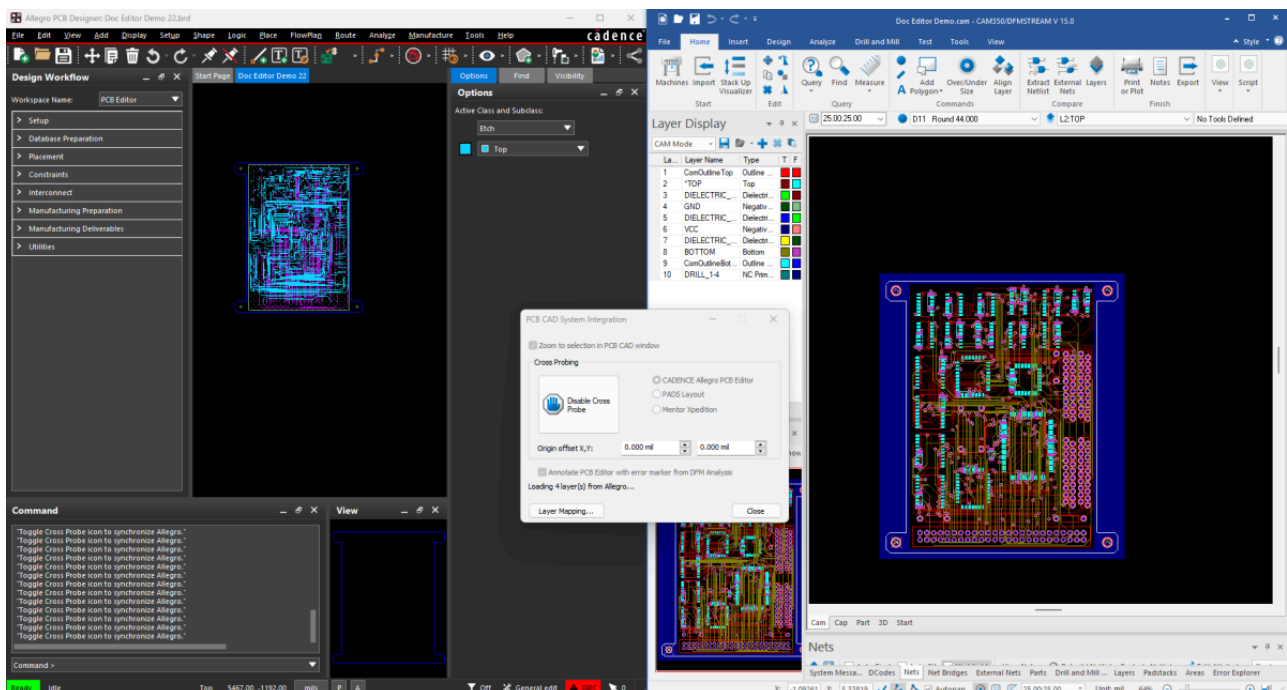 Allegro PCB Designer: Doc Editor Demo 22.brd
File Edit View Add Display Setup Shape Logic Place FlowPlan Route Analyze Manufacture Tools Help
cādence
Design Workflow
Start Page Doc Editor Demo 22
Workspace Name: PCB Editor
> Setup
> Database Preparation
> Placement
> Constraints
> Interconnect
> Manufacturing Preparation
> Manufacturing Deliverables
> Utilities
Options Find Visibility
Options
Active Class and Subclass:
Etch
Top
Command
"Toggle Cross Probe icon to synchronize Allegro."
"Toggle Cross Probe icon to synchronize Allegro."
"Toggle Cross Probe icon to synchronize Allegro."
"Toggle Cross Probe icon to synchronize Allegro."
"Toggle Cross Probe icon to synchronize Allegro."
"Toggle Cross Probe icon to synchronize Allegro."
"Toggle Cross Probe icon to synchronize Allegro."
"Toggle Cross Probe icon to synchronize Allegro."
"Toggle Cross Probe icon to synchronize Allegro."
"Toggle Cross Probe icon to synchronize Allegro."
"Toggle Cross Probe icon to synchronize Allegro."
"Toggle Cross Probe icon to synchronize Allegro."
Command >
View
Ready Idle Top 5467.00, -1192.00 mils P A Off General edit DRC 0
PCB CAD System Integration
Zoom to selection in PCB CAD window
Cross Probing
Disable Cross
Probe
CADENCE Allegro PCB Editor
PADS Layout
Mentor Xpedition
Origin offset X,Y: 0.000 mil 0.000 mil
Annotate PCB Editor with error marker from DFM Analysis
Loading 4 layer(s) from Allegro...
Layer Mapping... Close
Doc Editor Demo.cam - CAM350/DFMSTREAM V 15.0
File Home Insert Design Analyze Drill and Mill Test Tools View Style
Machines Import Stack Up Visualizer
Query Find Measure
Add Polygon Over/Under Size Align Layer
Extract Netlist External Nets Layers
Print or Plot Notes Export View Script
Start Edit Query Commands Compare Finish
Layer Display
25.00:25.00 D11 Round 44.000 L2:TOP No Tools Defined
CAM Mode
La... Layer Name Type T F
1 ComOutlineTop Outline ...
2 *TOP Top
3 DIELECTRIC_... Dielectri...
4 GND Negativ...
5 DIELECTRIC_... Dielectri...
6 VCC Negativ...
7 DIELECTRIC_... Dielectri...
8 BOTTOM Bottom
9 ComOutlineBot... Outline ...
10 DRILL_1-4 NC Prim...
Cam Cap Part 3D Start
Nets
System Messa... DCodes Nets Net Bridges External Nets Parts Drill and Mill ... Layers Padstacks Areas Error Explorer
X: -1.09261 Y: 5.33819 Autopan 25.00:25.00 Unit: mil 64%